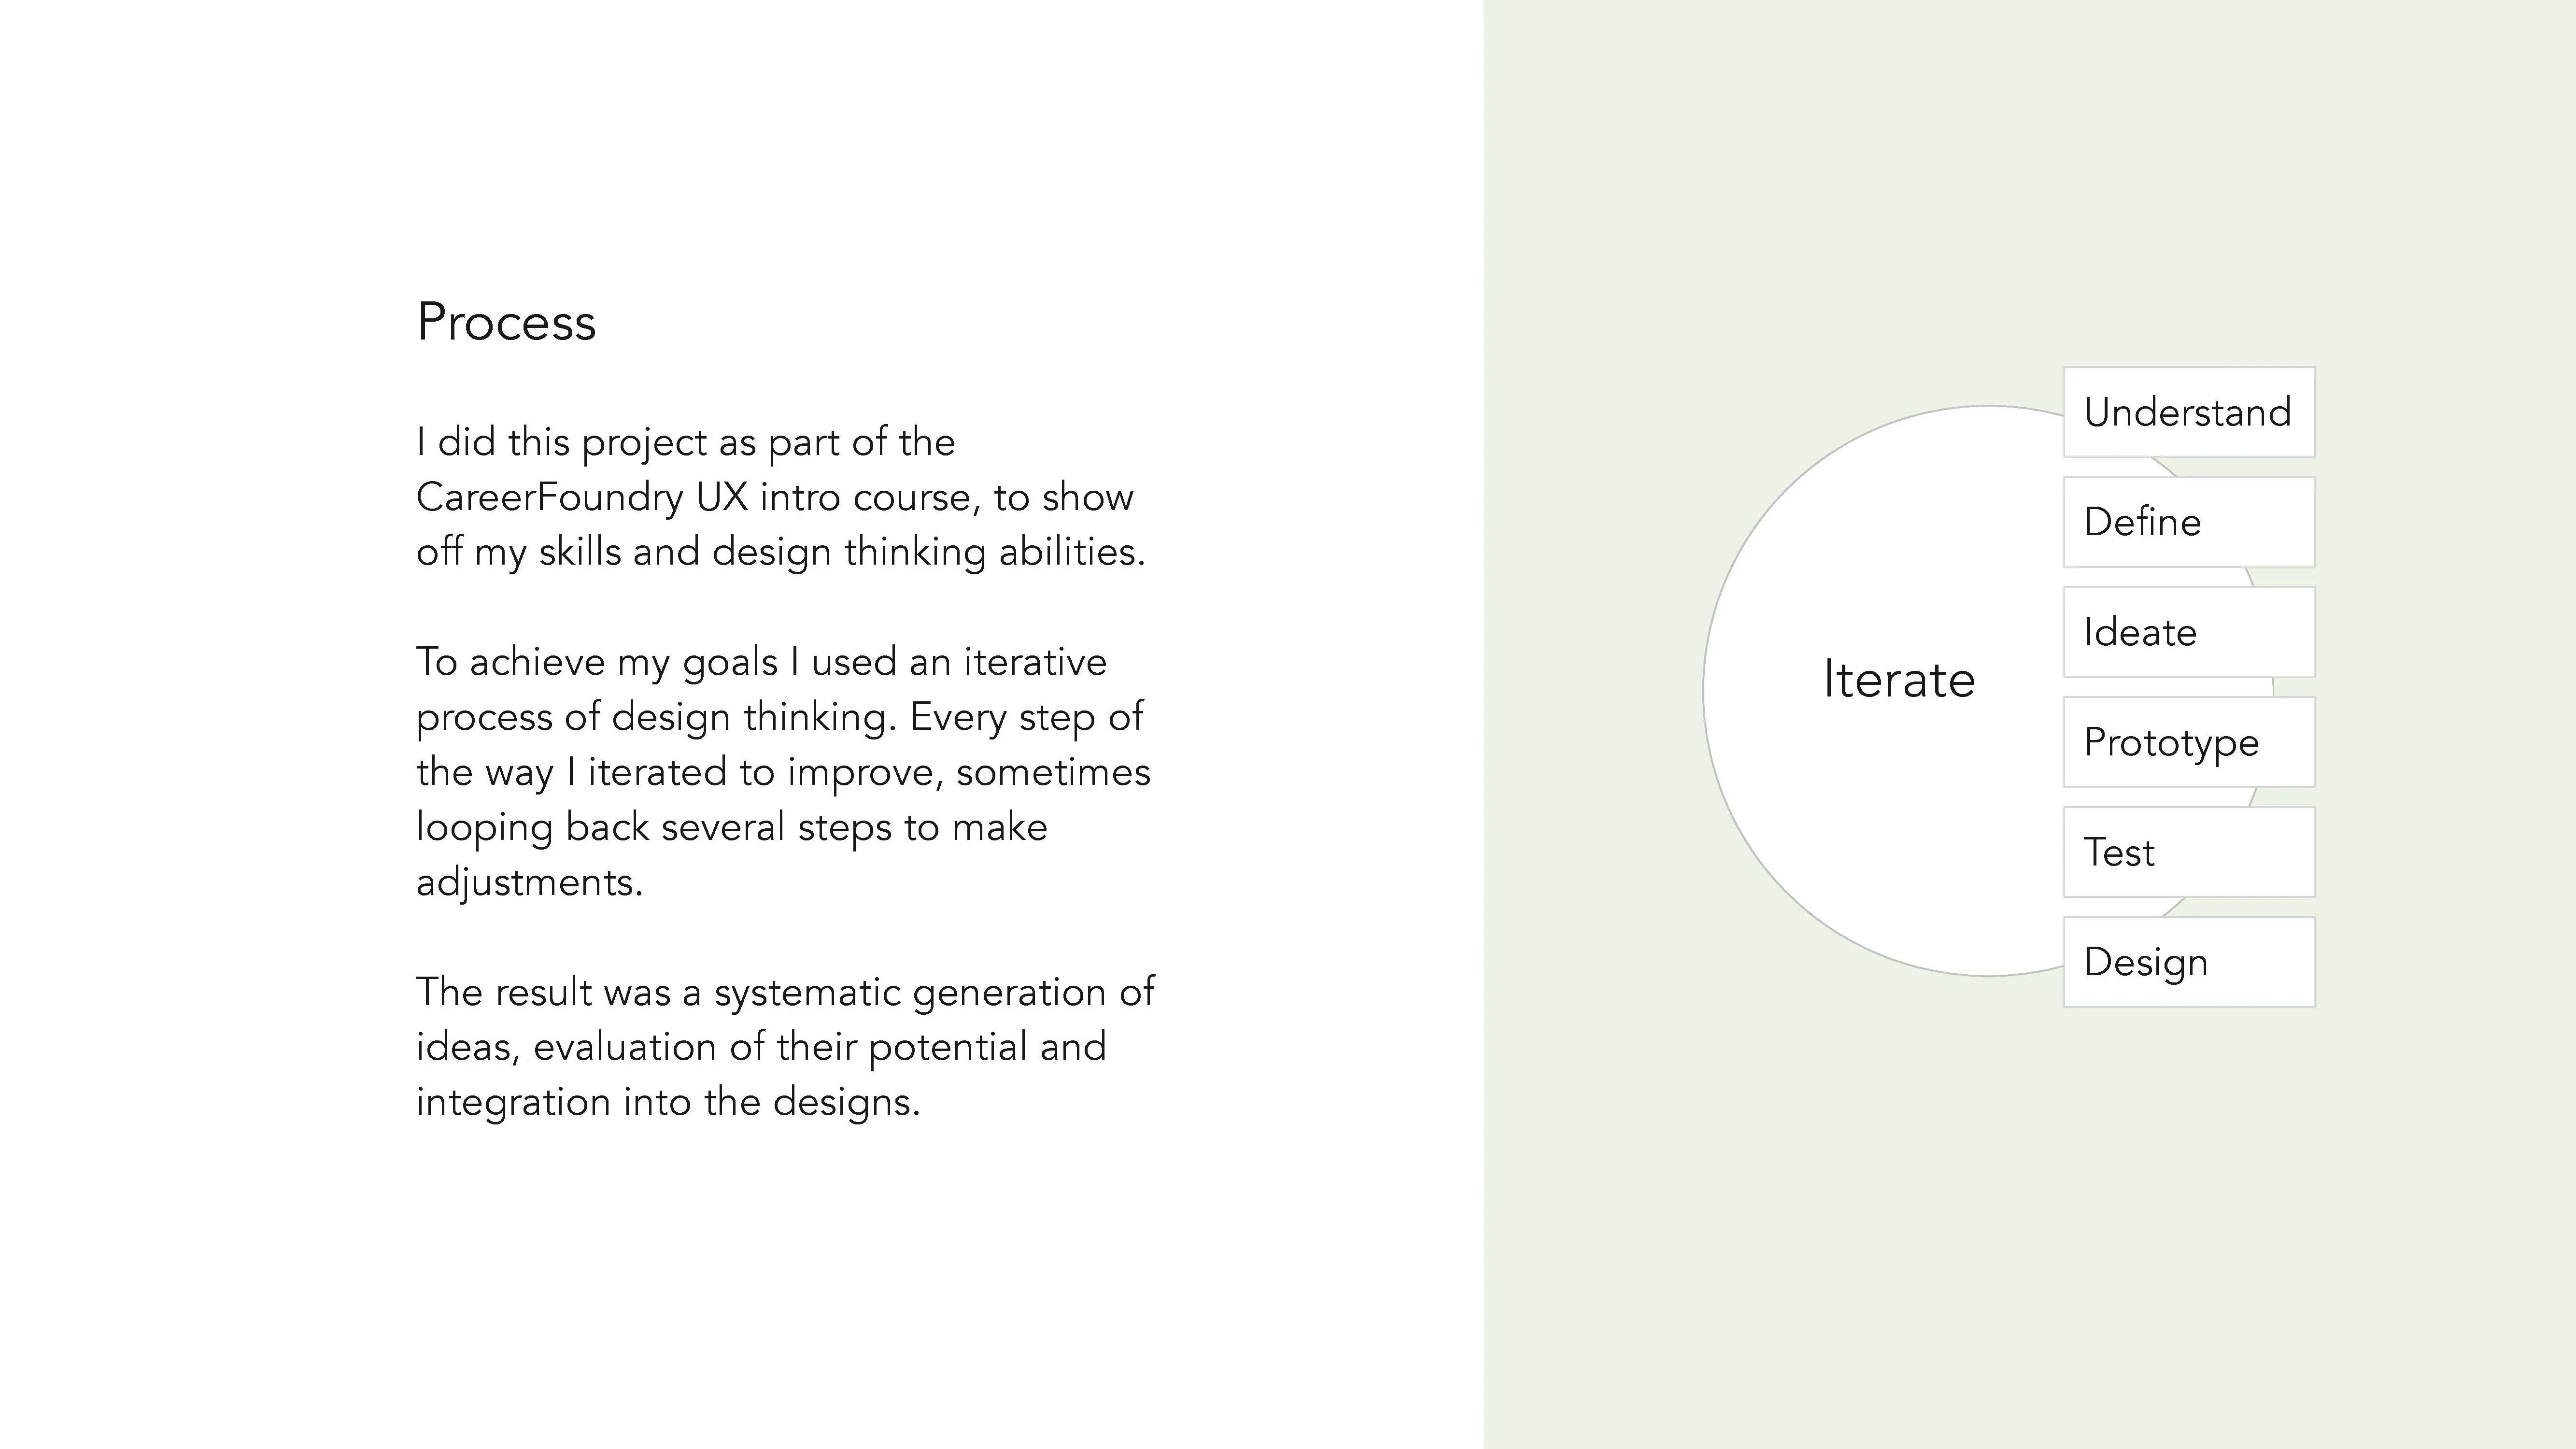 Process
I did this project as part of the
CareerFoundry UX intro course, to show
off my skills and design thinking abilities.
To achieve my goals I used an iterative
process of design thinking. Every step of
the way I iterated to improve, sometimes
looping back several steps to make
adjustments.
The result was a systematic generation of
ideas, evaluation of their potential and
integration into the designs.
Iterate
Understand
Define
Ideate
Prototype
Test
Design